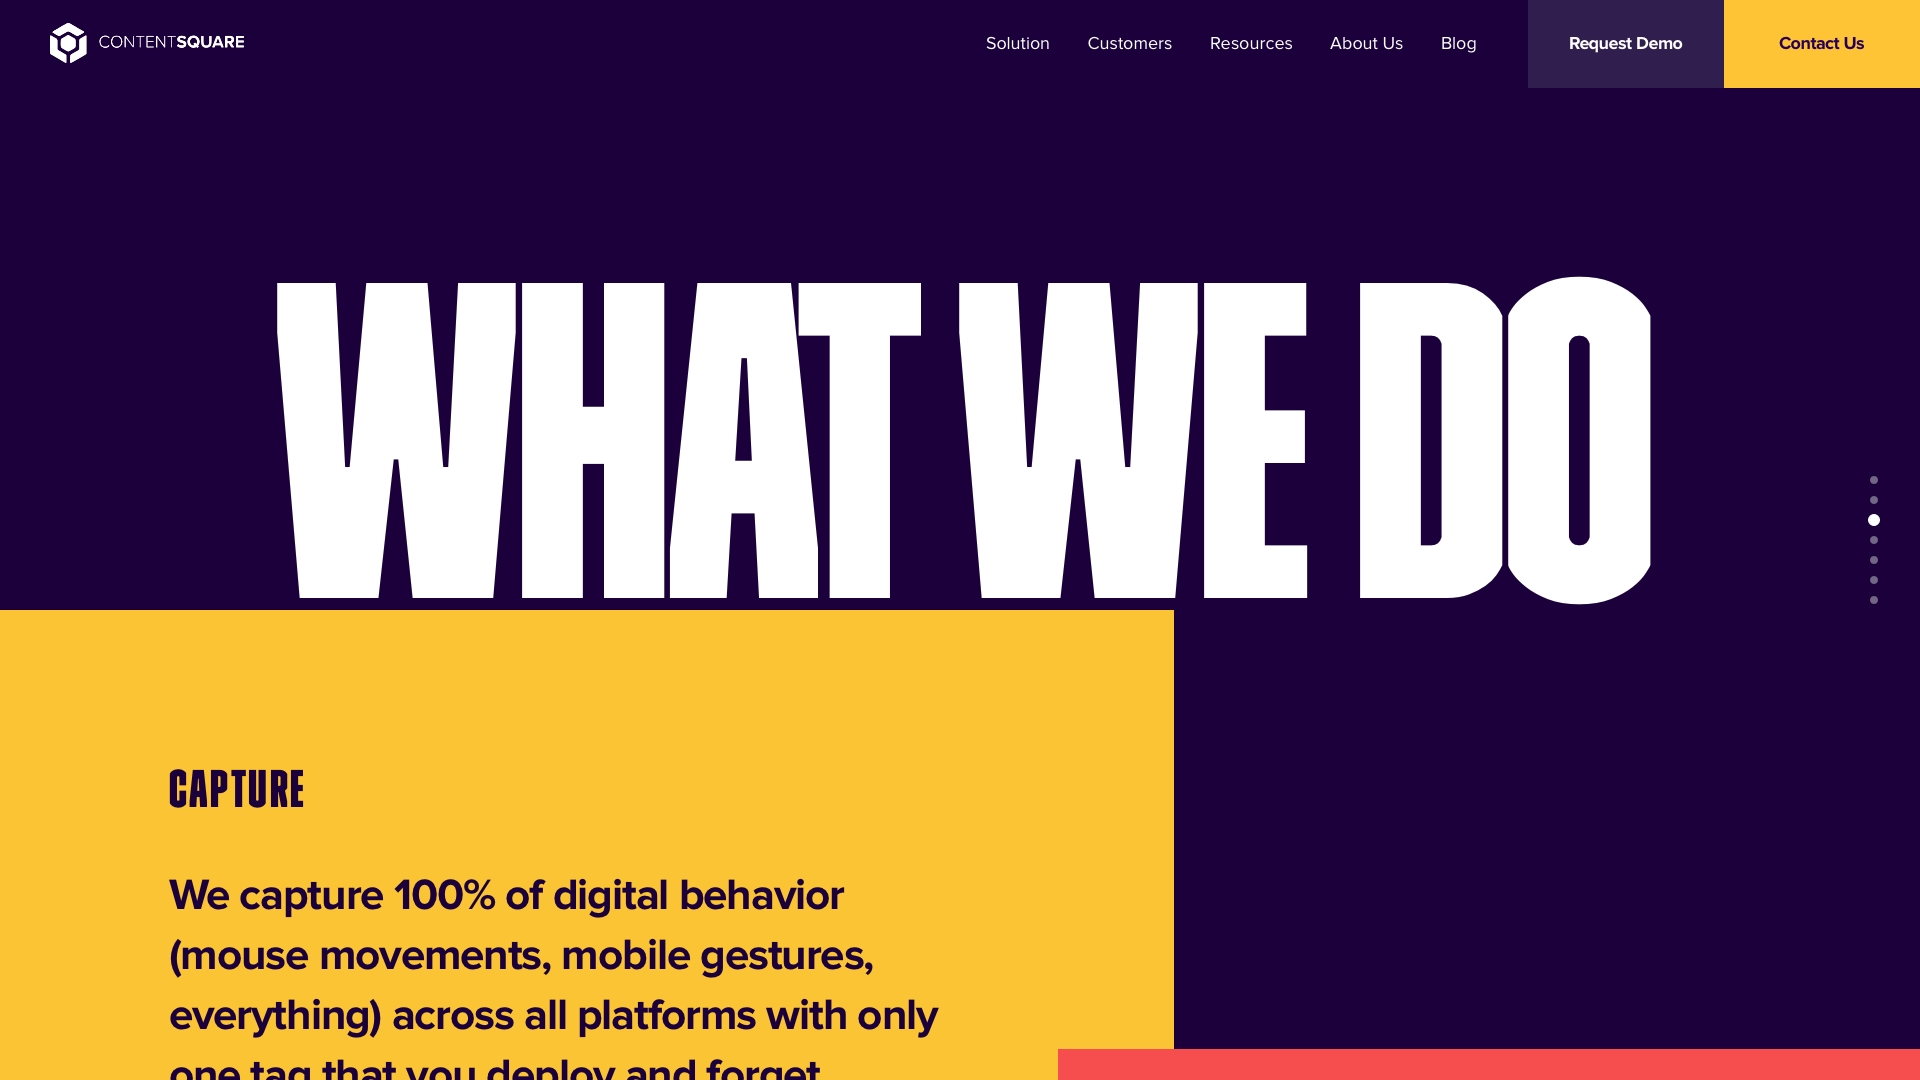 CONTENTSQUARE
Solution
Customers
Resources
About Us
Blog
Request Demo
Contact Us
WHAT WE DO
CAPTURE
We capture 100% of digital behavior
(mouse movements, mobile gestures,
everything) across all platforms with only
one tag that you deploy and forget